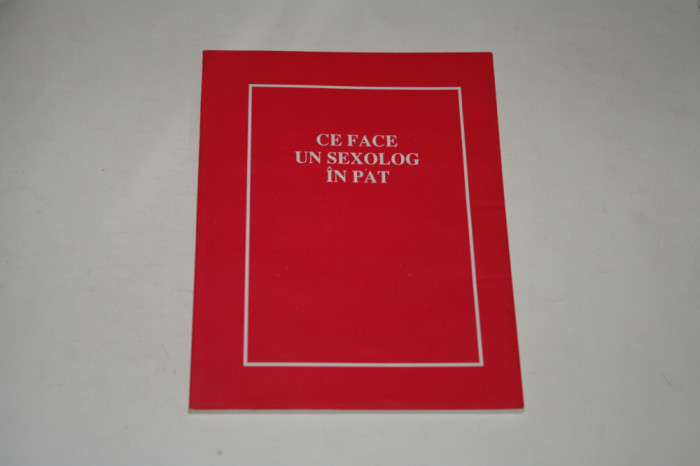 CE FACE
UN SEXOLOG
ÎN PAT